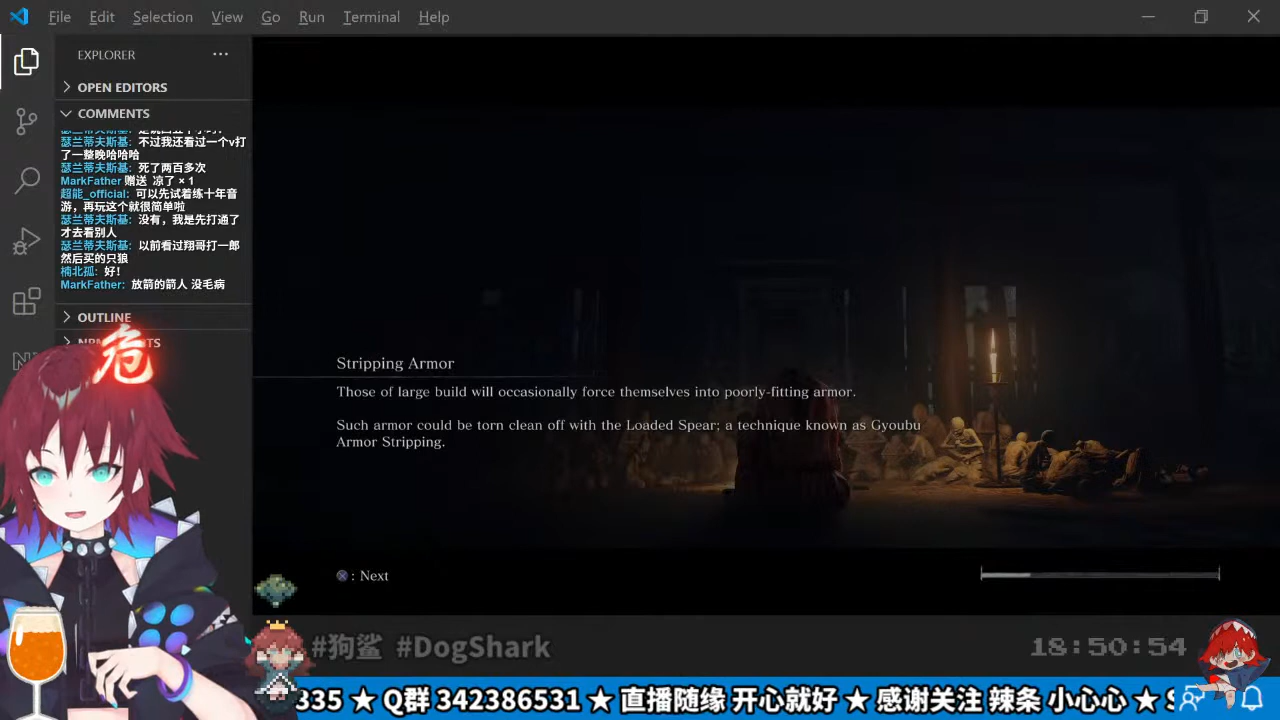 File Edit Selection View Go Run Terminal Help
EXPLORER
OPEN EDITORS
COMMENTS
瑟兰蒂夫斯基: 不过我还看过一个v打
了一整晚哈哈哈
瑟兰蒂夫斯基: 死了两百多次
MarkFather 赠送 凉了 × 1
超能_official: 可以先试着练十年音
游，再玩这个就很简单啦
瑟兰蒂夫斯基: 没有，我是先打通了
才去看别人
瑟兰蒂夫斯基: 以前看过翔哥打一郎
然后买的只狼
楠北孤: 好!
MarkFather: 放箭的箭人 没毛病
OUTLINE
危
Stripping Armor
Those of large build will occasionally force themselves into poorly-fitting armor.
Such armor could be torn clean off with the Loaded Spear; a technique known as Gyoubu
Armor Stripping.
: Next
#狗鲨 #DogShark
18:50:54
335 ★ Q群 342386531 ★ 直播随缘 开心就好 ★ 感谢关注 辣条 小心心 ★